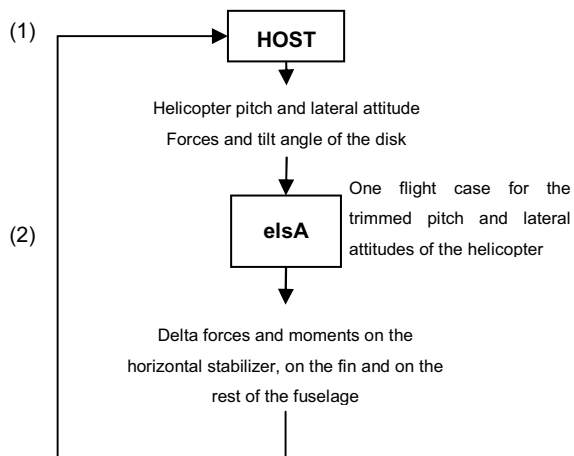 (1)
HOST
Helicopter pitch and lateral attitude
Forces and tilt angle of the disk
(2)
elsA
One flight case for the
trimmed pitch and lateral
attitudes of the helicopter
Delta forces and moments on the
horizontal stabilizer, on the fin and on the
rest of the fuselage